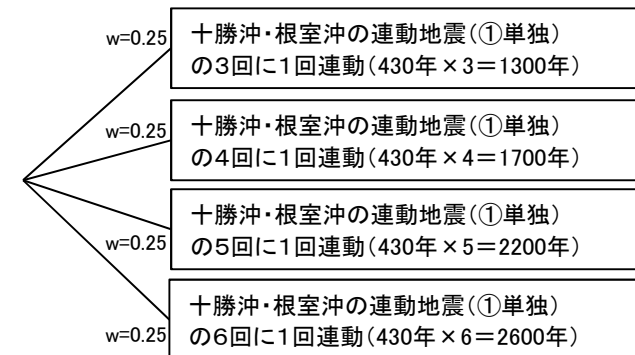 w=0.25
十勝沖・根室沖の連動地震(①単独)
の3回に1回連動(430年×3=1300年)
w=0.25
十勝沖・根室沖の連動地震(①単独)
の4回に1回連動(430年×4=1700年)
w=0.25
十勝沖・根室沖の連動地震(①単独)
の5回に1回連動(430年×5=2200年)
w=0.25
十勝沖・根室沖の連動地震(①単独)
の6回に1回連動(430年×6=2600年)